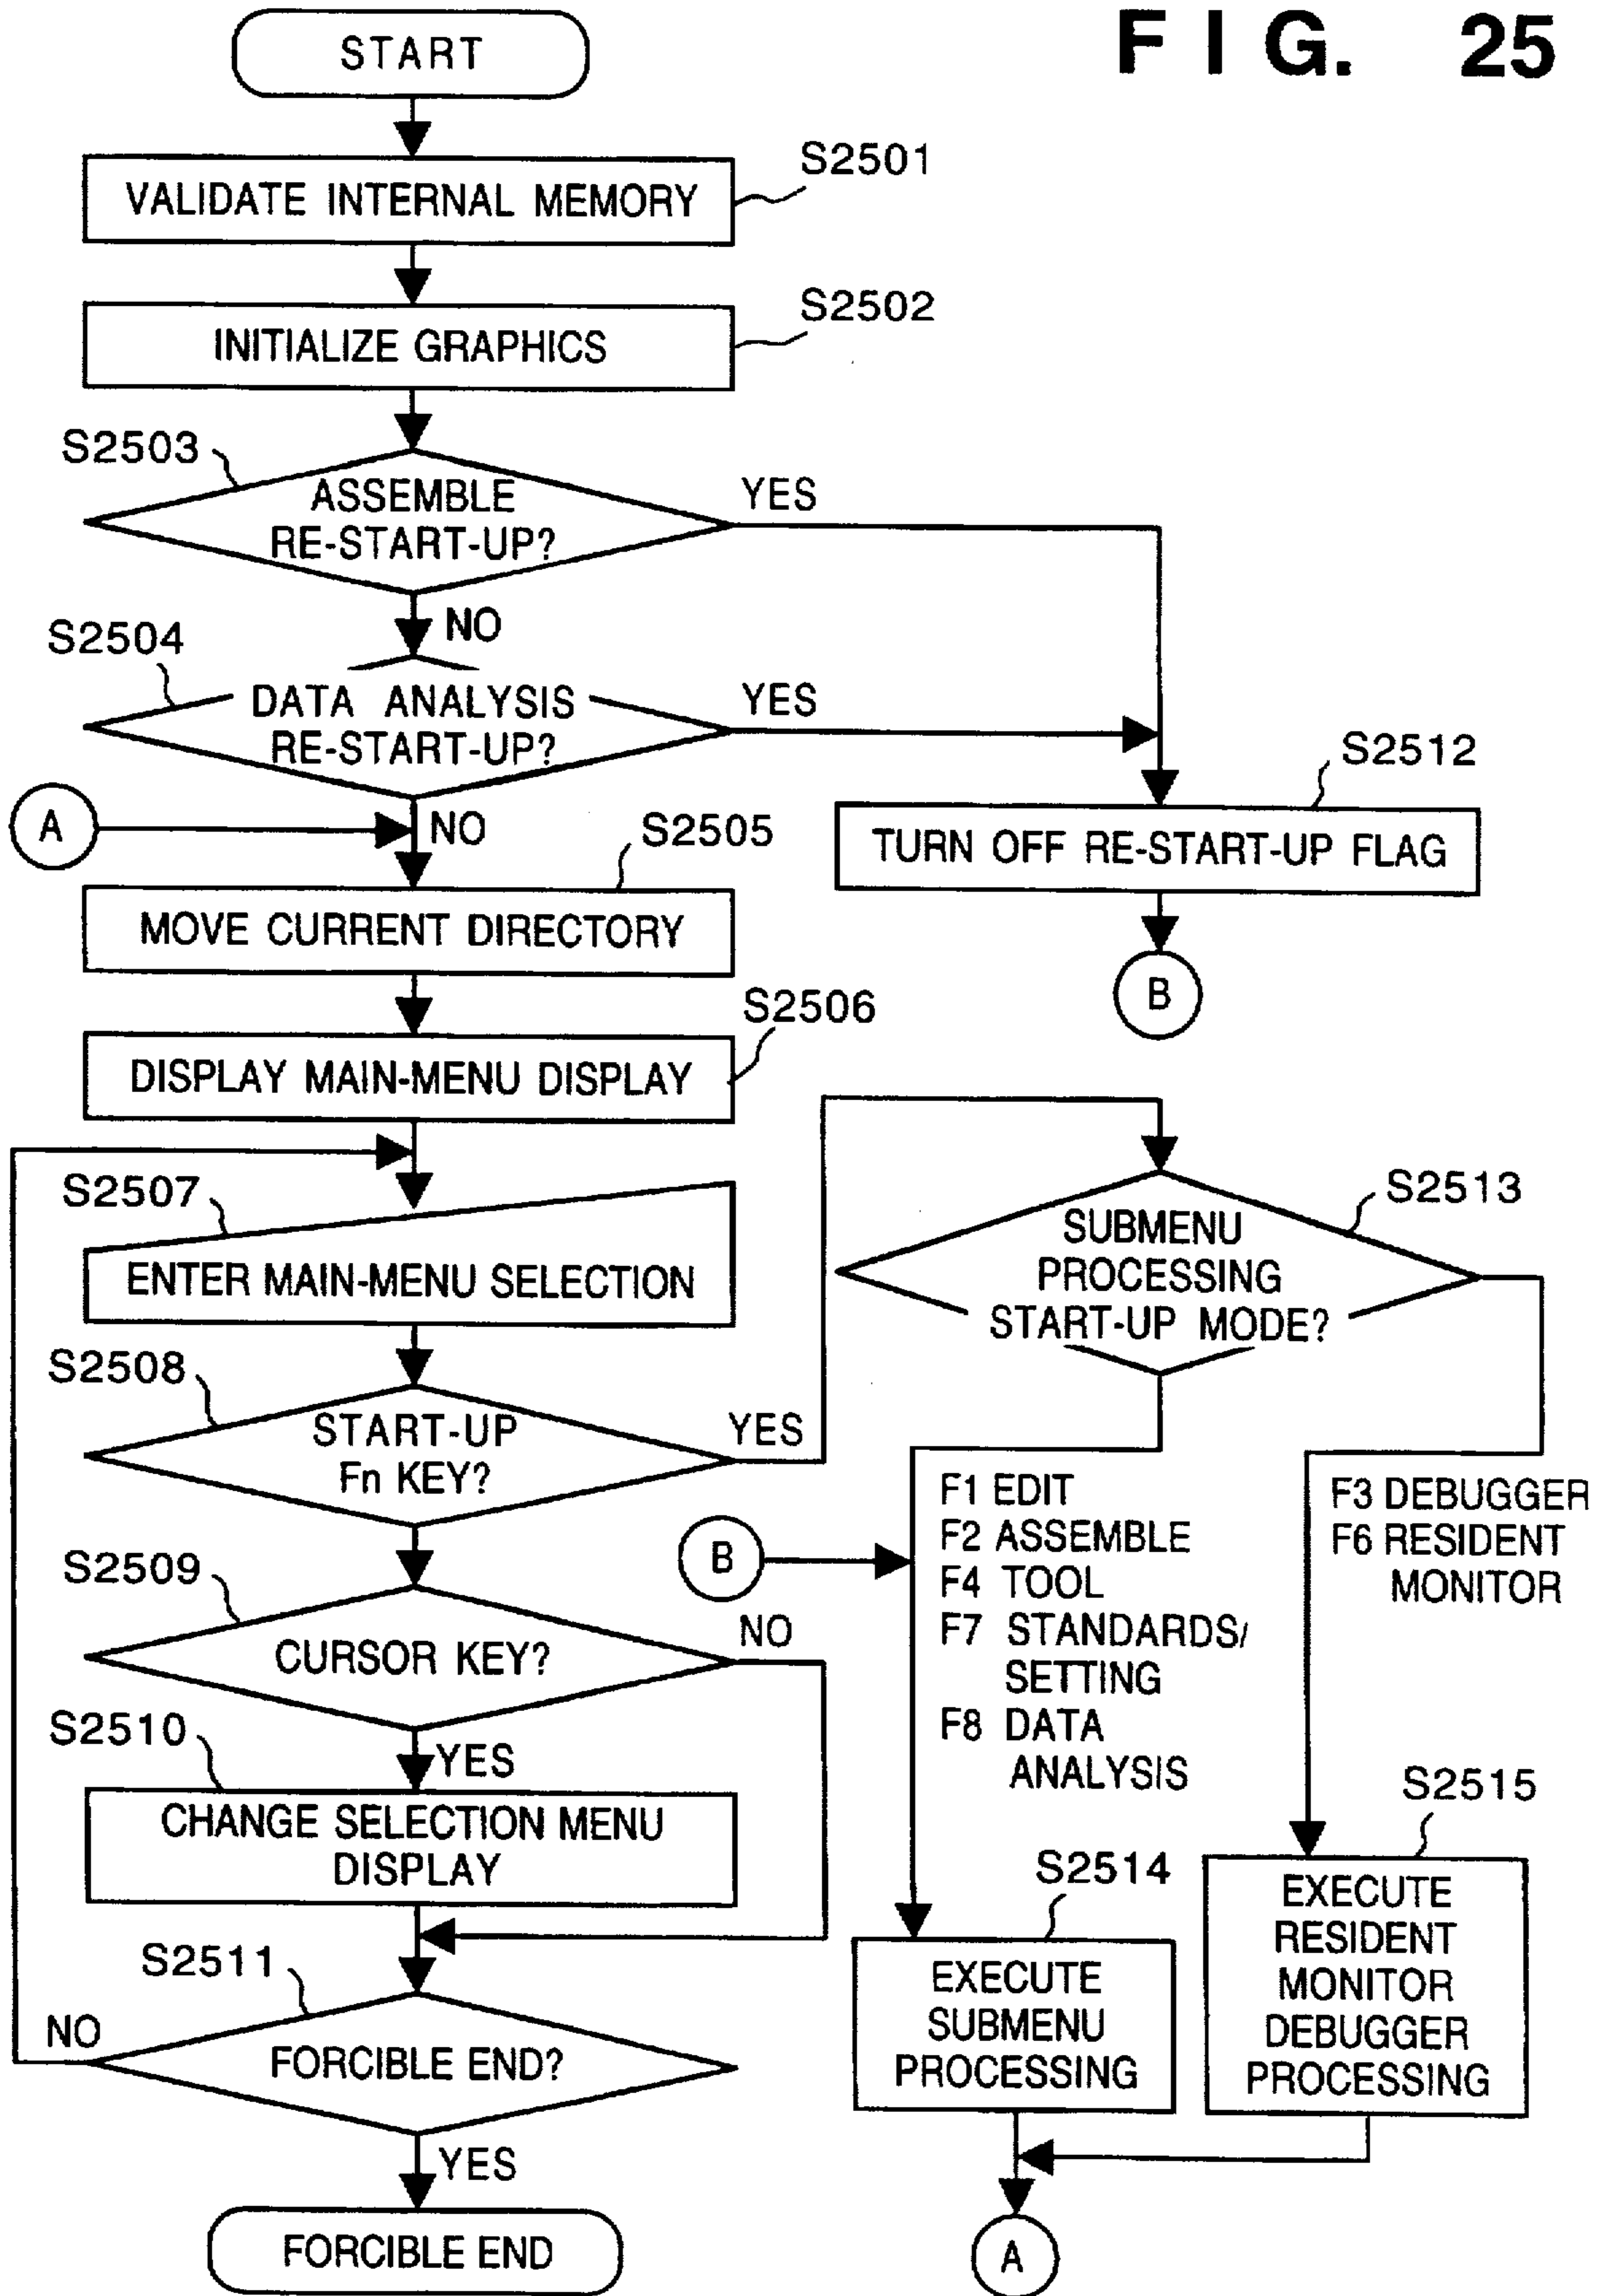 FIG. 25
START
S2501
VALIDATE INTERNAL MEMORY
S2502
INITIALIZE GRAPHICS
S2503
ASSEMBLE
RE-START-UP?
YES
NO
S2504
DATA ANALYSIS
RE-START-UP?
YES
S2512
TURN OFF RE-START-UP FLAG
B
A
NO
S2505
MOVE CURRENT DIRECTORY
S2506
DISPLAY MAIN-MENU DISPLAY
S2507
ENTER MAIN-MENU SELECTION
S2508
START-UP
Fn KEY?
YES
S2513
SUBMENU
PROCESSING
START-UP MODE?
S2509
CURSOR KEY?
NO
S2510
YES
CHANGE SELECTION MENU
DISPLAY
S2511
NO
FORCIBLE END?
YES
FORCIBLE END
B
F1 EDIT
F2 ASSEMBLE
F4 TOOL
F7 STANDARDS/
SETTING
F8 DATA
ANALYSIS
F3 DEBUGGER
F6 RESIDENT
MONITOR
S2514
EXECUTE
SUBMENU
PROCESSING
S2515
EXECUTE
RESIDENT
MONITOR
DEBUGGER
PROCESSING
A